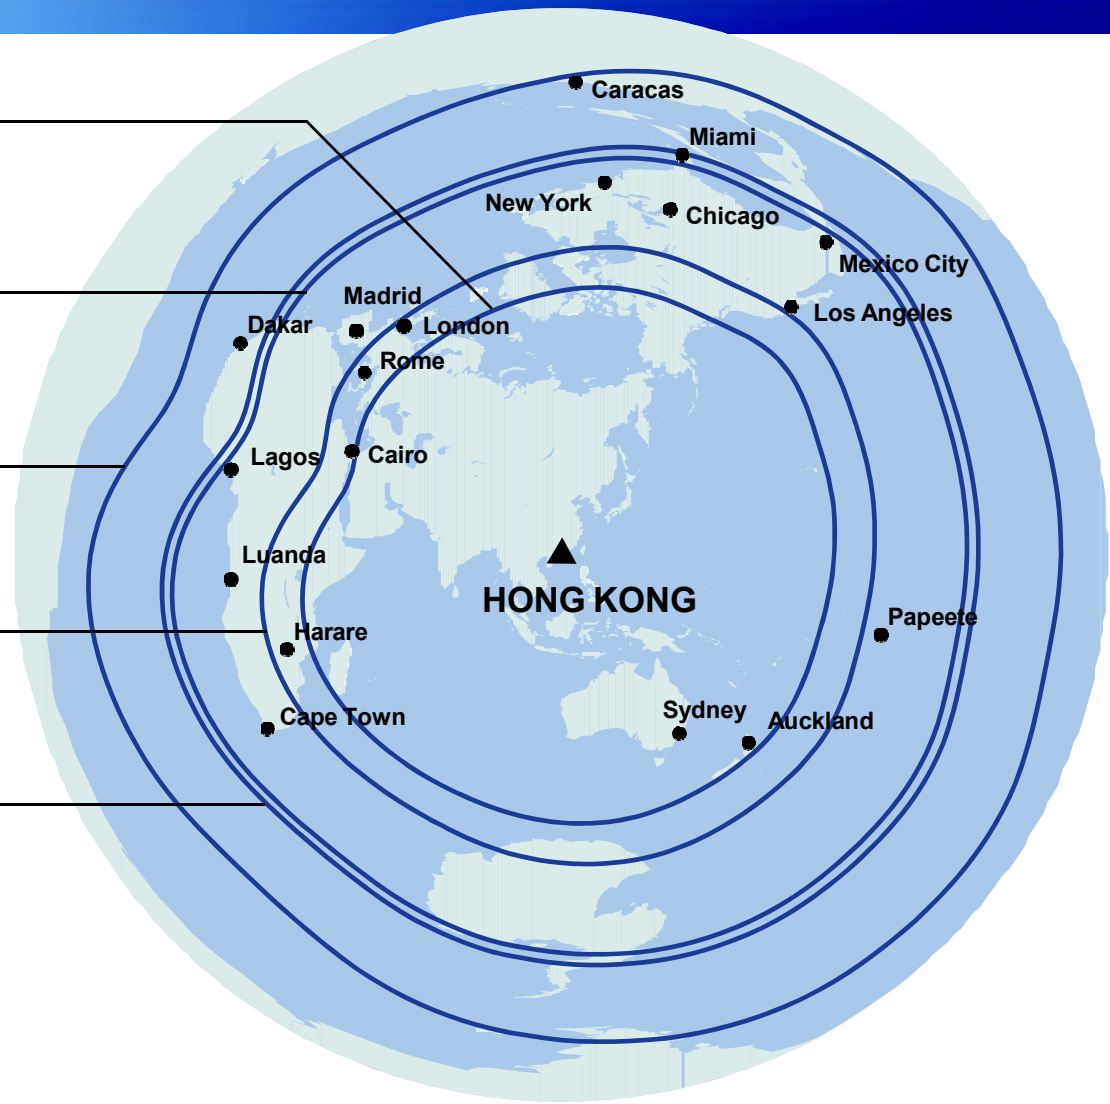 Caracas
Miami
New York
Chicago
Mexico City
Madrid
Los Angeles
Dakar
London
Rome
Lagos
Cairo
Luanda
HONG KONG
Papeete
Harare
Sydney
Cape Town
Auckland